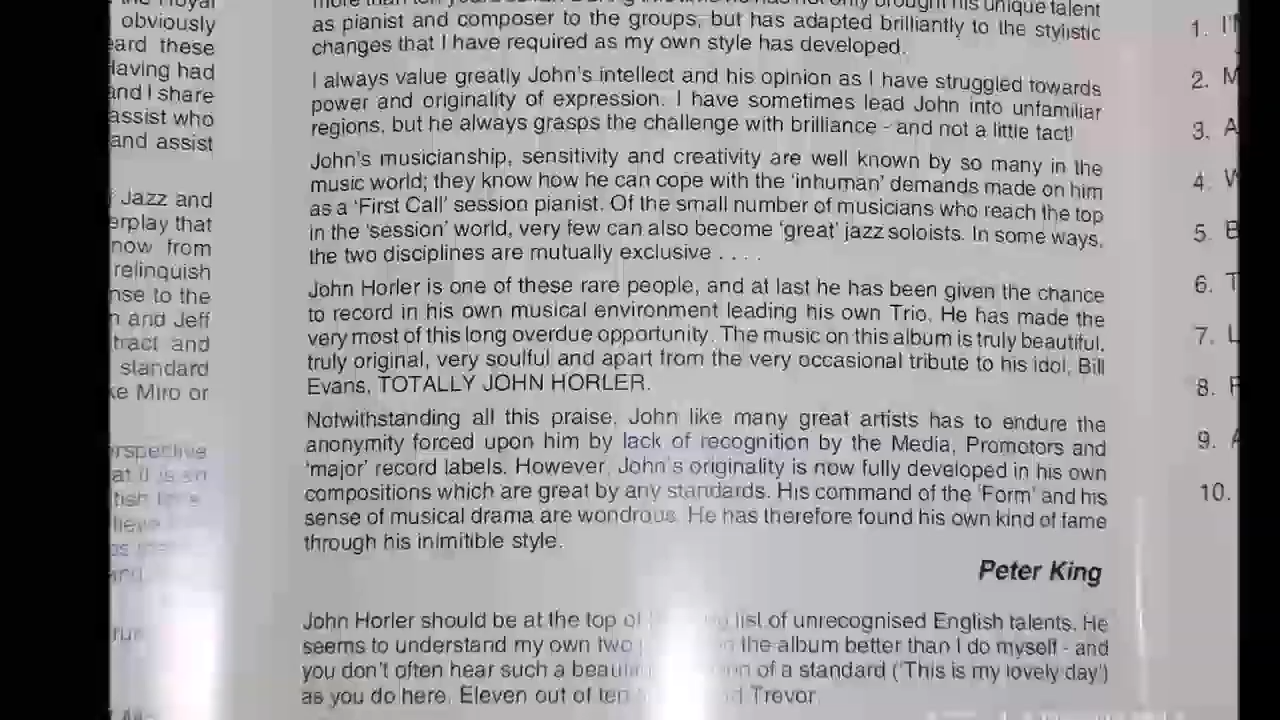 obviously
these
Having had
and I share
assist who
and assist
Jazz and
that
now from
relinquish
to the
and Jeff
and
standard
Miro or
as pianist and composer to the groups, but has adapted brilliantly to the stylistic
changes that I have required as my own style has developed.
I always value greatly John's intellect and his opinion as I have struggled towards
power and originality of expression. I have sometimes lead John into unfamiliar
regions, but he always grasps the challenge with brilliance - and not a little tact!
John's musicianship, sensitivity and creativity are well known by so many in the
music world; they know how he can cope with the 'inhuman' demands made on him
as a 'First Call' session pianist. Of the small number of musicians who reach the top
in the 'session' world, very few can also become 'great' jazz soloists. In some ways,
the two disciplines are mutually exclusive . . . .
John Horler is one of these rare people, and at last he has been given the chance
to record in his own musical environment leading his own Trio. He has made the
very most of this long overdue opportunity. The music on this album is truly beautiful,
truly original, very soulful and apart from the very occasional tribute to his idol, Bill
Evans, TOTALLY JOHN HORLER.
Notwithstanding all this praise, John like many great artists has to endure the
anonymity forced upon him by lack of recognition by the Media, Promotors and
'major' record labels. However, John's originality is now fully developed in his own
compositions which are great by any standards. His command of the 'Form' and his
sense of musical drama are wondrous. He has therefore found his own kind of fame
through his inimitible style.
Peter King
John Horler should be at the top of list of unrecognised English talents. He
seems to understand my own two the album better than I do myself - and
you don't often hear such a of a standard ('This is my lovely day')
as you do here. Eleven out of ten Trevor
1.
2.
3.
4.
5.
6.
7.
8.
9.
10.